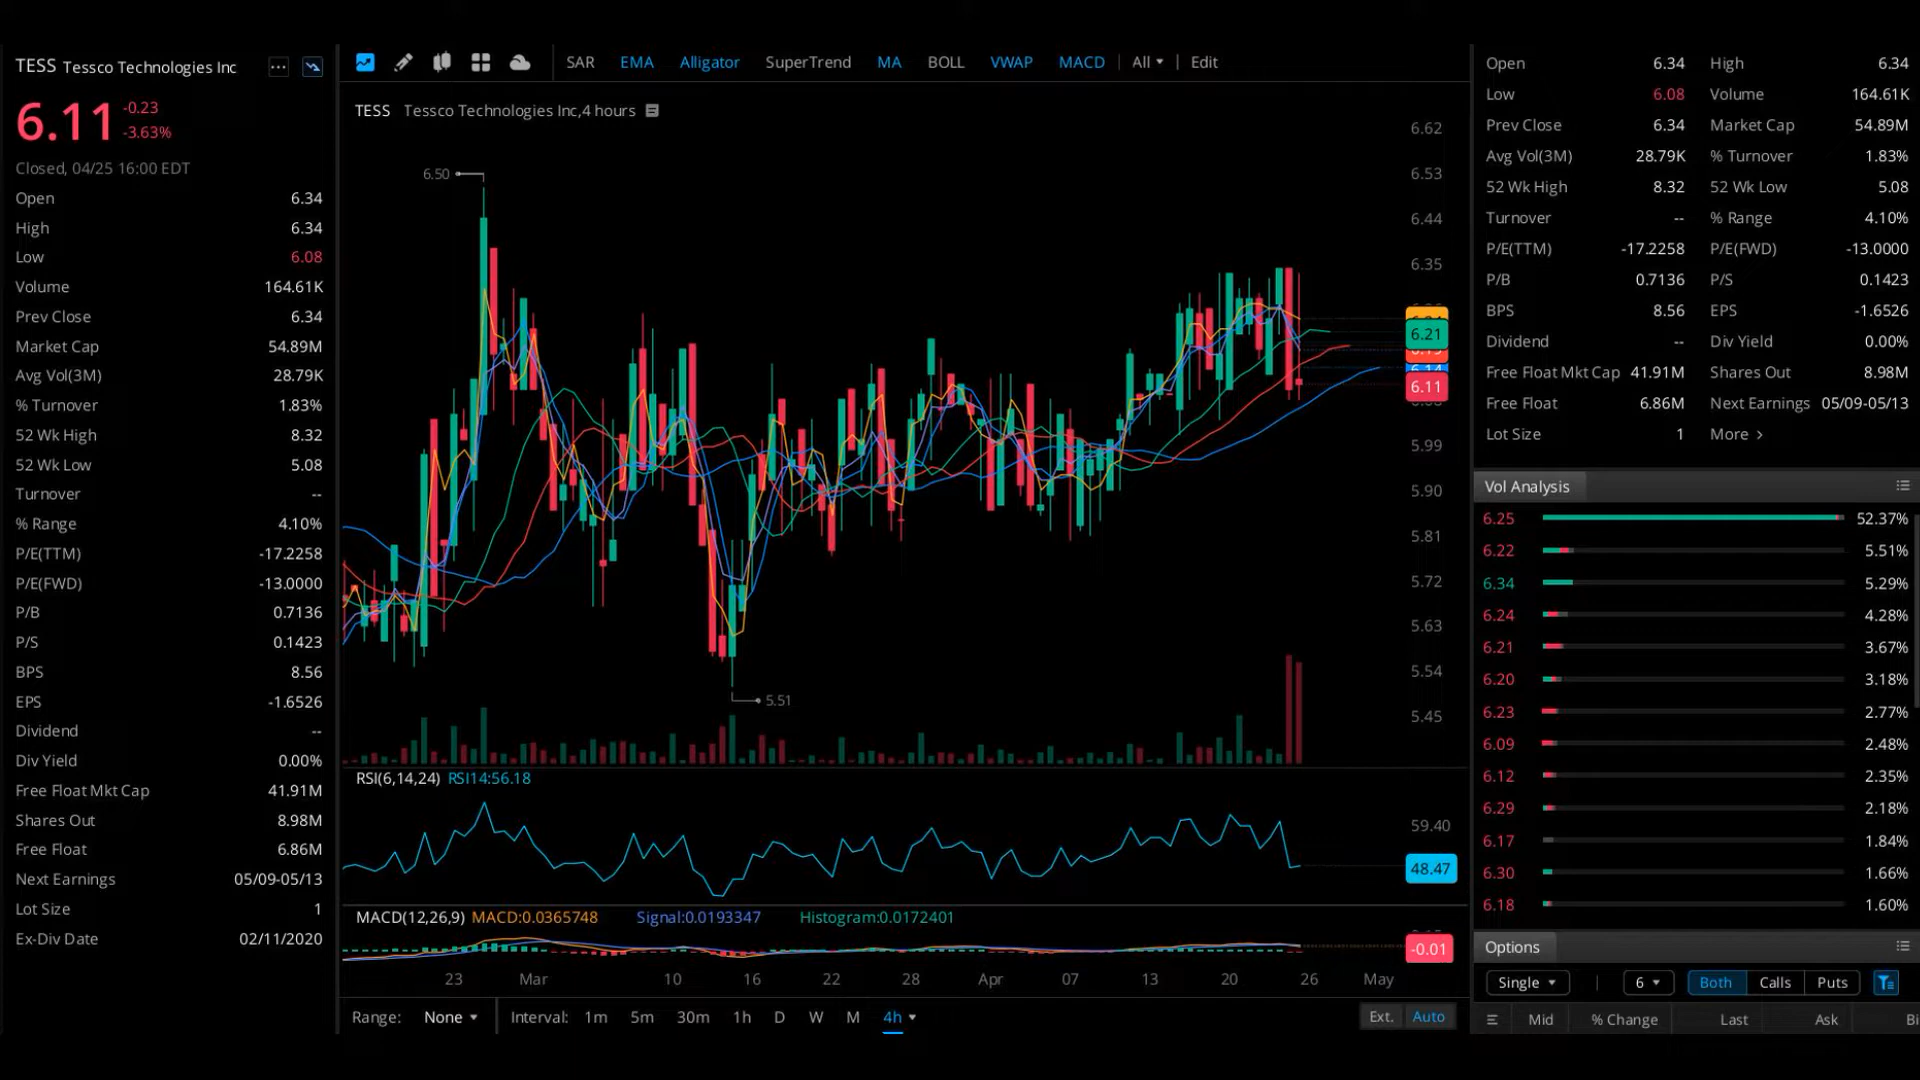 TESS Tessco Technologies Inc
6.11 -0.23
-3.63%
Closed, 04/25 16:00 EDT
Open 6.34
High 6.34
Low 6.08
Volume 164.61K
Prev Close 6.34
Market Cap 54.89M
Avg Vol(3M) 28.79K
% Turnover 1.83%
52 Wk High 8.32
52 Wk Low 5.08
Turnover --
% Range 4.10%
P/E(TTM) -17.2258
P/E(FWD) -13.0000
P/B 0.7136
P/S 0.1423
BPS 8.56
EPS -1.6526
Dividend --
Div Yield 0.00%
Free Float Mkt Cap 41.91M
Shares Out 8.98M
Free Float 6.86M
Next Earnings 05/09-05/13
Lot Size 1
Ex-Div Date 02/11/2020
SAR EMA Alligator SuperTrend MA BOLL VWAP MACD All Edit
TESS Tessco Technologies Inc,4 hours
6.62
6.50 6.53
6.44
6.35
6.21
6.14
6.11
5.99
5.90
5.81
5.72
5.63
5.54
5.51
5.45
RSI(6,14,24) RSI14:56.18
59.40
48.47
MACD(12,26,9) MACD:0.0365748 Signal:0.0193347 Histogram:0.0172401
-0.01
23 Mar 10 16 22 28 Apr 07 13 20 26 May
Range: None Interval: 1m 5m 30m 1h D W M 4h Ext. Auto
Open 6.34 High 6.34
Low 6.08 Volume 164.61K
Prev Close 6.34 Market Cap 54.89M
Avg Vol(3M) 28.79K % Turnover 1.83%
52 Wk High 8.32 52 Wk Low 5.08
Turnover -- % Range 4.10%
P/E(TTM) -17.2258 P/E(FWD) -13.0000
P/B 0.7136 P/S 0.1423
BPS 8.56 EPS -1.6526
Dividend -- Div Yield 0.00%
Free Float Mkt Cap 41.91M Shares Out 8.98M
Free Float 6.86M Next Earnings 05/09-05/13
Lot Size 1 More >
Vol Analysis
6.25 52.37%
6.22 5.51%
6.34 5.29%
6.24 4.28%
6.21 3.67%
6.20 3.18%
6.23 2.77%
6.09 2.48%
6.12 2.35%
6.29 2.18%
6.17 1.84%
6.30 1.66%
6.18 1.60%
Options
Single 6 Both Calls Puts
Mid % Change Last Ask Bi